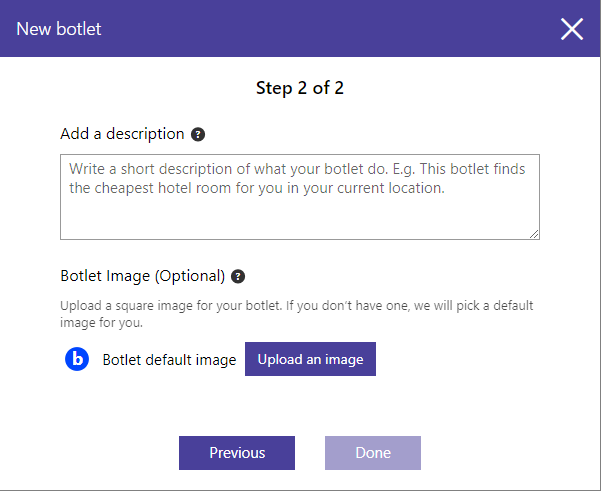 New botlet
Step 2 of 2
Add a description ?
Write a short description of what your botlet do. E.g. This botlet finds
the cheapest hotel room for you in your current location.
Botlet Image (Optional) ?
Upload a square image for your botlet. If you don't have one, we will pick a default
image for you.
b Botlet default image Upload an image
Previous Done